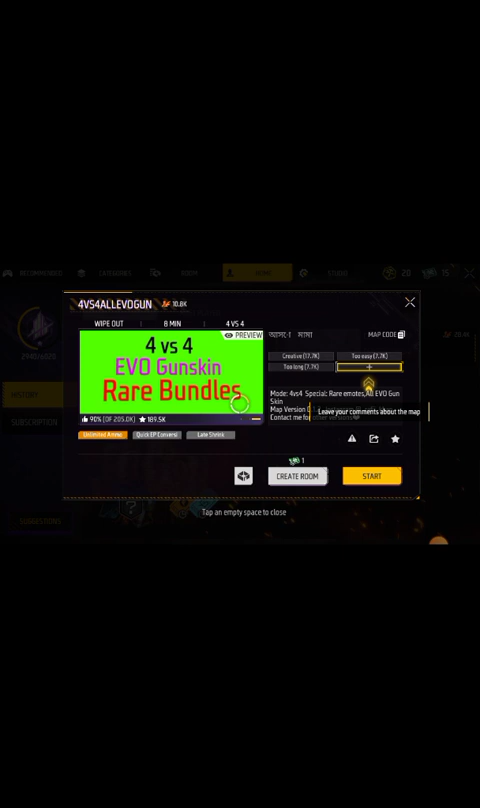 RECOMMENDED CATEGORIES ROOM MINE STUDIO 20 15
4VS4ALLEVOGUN 10.8K
WIPE OUT 8 MIN 4 VS 4
PREVIEW
MAP CODE
4 vs 4
EVO Gunskin
Rare Bundles
Creative (17.7K) Too easy (7.7K)
Too long (7.7K) +
Mode: 4vs4 Special: Rare emotes,All EVO Gun
Skin
Map Version
Contact me for
Leave your comments about the map
90% (OF 205.0K) 189.5K
Unlimited Ammo Quick EP Conversi Late Shrink
1
CREATE ROOM START
HISTORY
SUBSCRIPTION
Tap an empty space to close